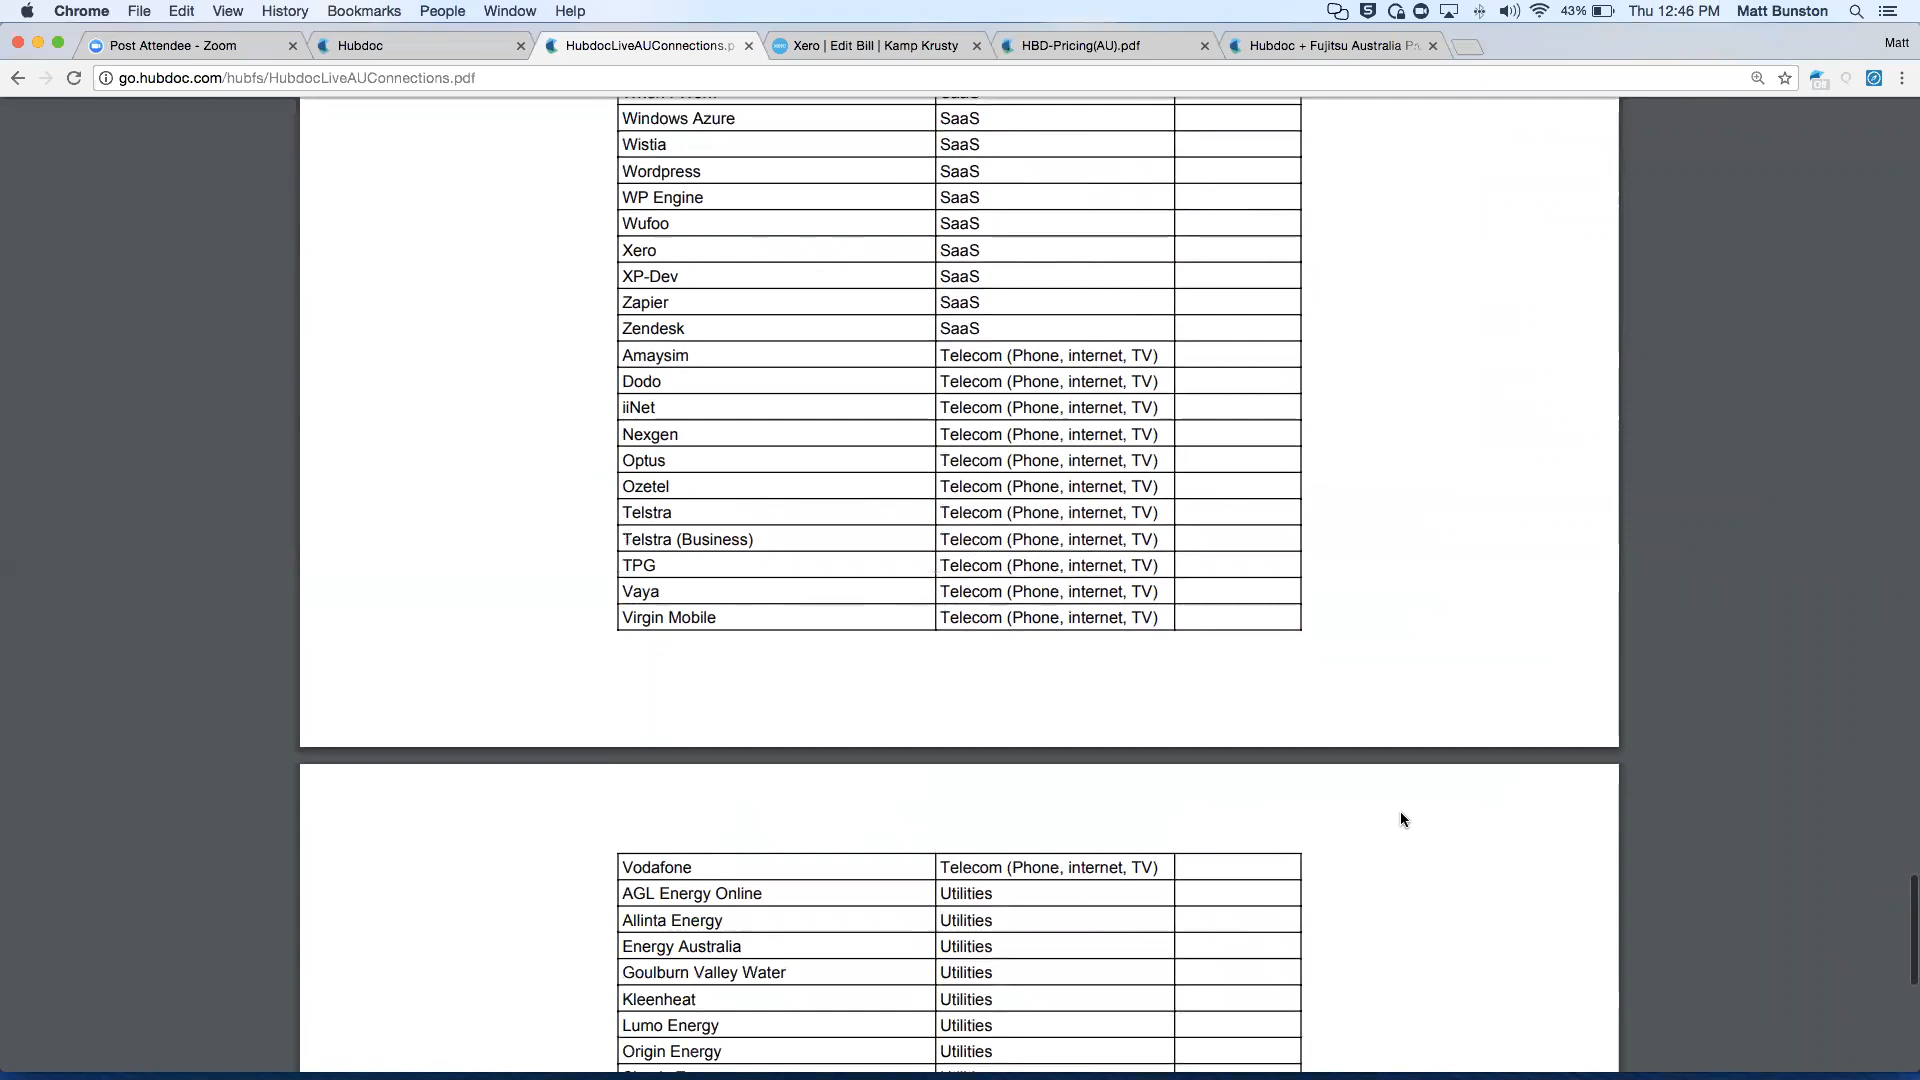 Chrome File Edit View History Bookmarks People Window Help 43% Thu 12:46 PM Matt Bunston
Post Attendee - Zoom Hubdoc HubdocLiveAUConnections.p Xero | Edit Bill | Kamp Krusty HBD-Pricing(AU).pdf Hubdoc + Fujitsu Australia Pr Matt
go.hubdoc.com/hubfs/HubdocLiveAUConnections.pdf
Windows Azure SaaS
Wistia SaaS
Wordpress SaaS
WP Engine SaaS
Wufoo SaaS
Xero SaaS
XP-Dev SaaS
Zapier SaaS
Zendesk SaaS
Amaysim Telecom (Phone, internet, TV)
Dodo Telecom (Phone, internet, TV)
iiNet Telecom (Phone, internet, TV)
Nexgen Telecom (Phone, internet, TV)
Optus Telecom (Phone, internet, TV)
Ozetel Telecom (Phone, internet, TV)
Telstra Telecom (Phone, internet, TV)
Telstra (Business) Telecom (Phone, internet, TV)
TPG Telecom (Phone, internet, TV)
Vaya Telecom (Phone, internet, TV)
Virgin Mobile Telecom (Phone, internet, TV)
Vodafone Telecom (Phone, internet, TV)
AGL Energy Online Utilities
Allinta Energy Utilities
Energy Australia Utilities
Goulburn Valley Water Utilities
Kleenheat Utilities
Lumo Energy Utilities
Origin Energy Utilities